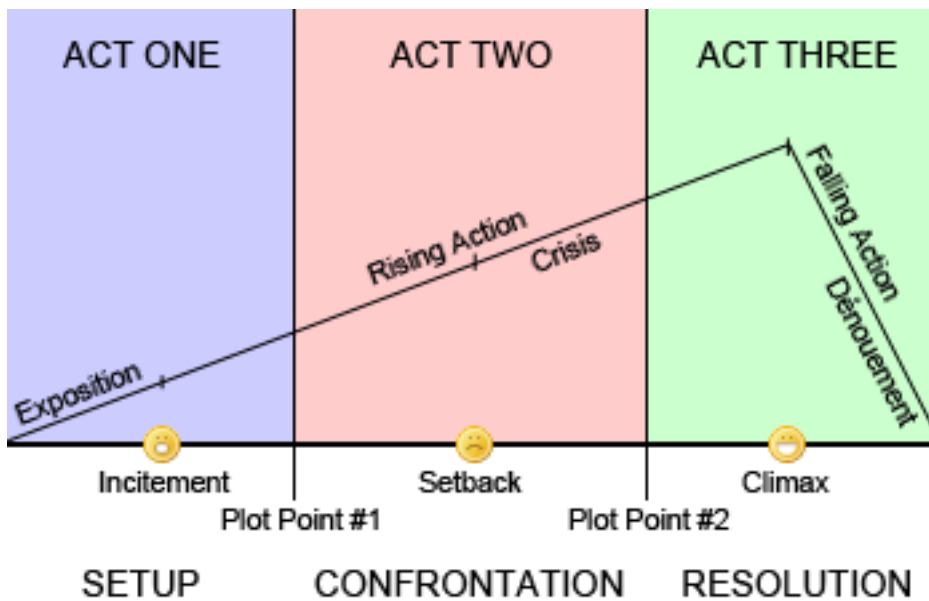 ACT ONE
ACT TWO
ACT THREE
Exposition
Rising Action
Crisis
Falling Action
Dénouement
Incitement
Setback
Climax
Plot Point #1
Plot Point #2
SETUP
CONFRONTATION
RESOLUTION